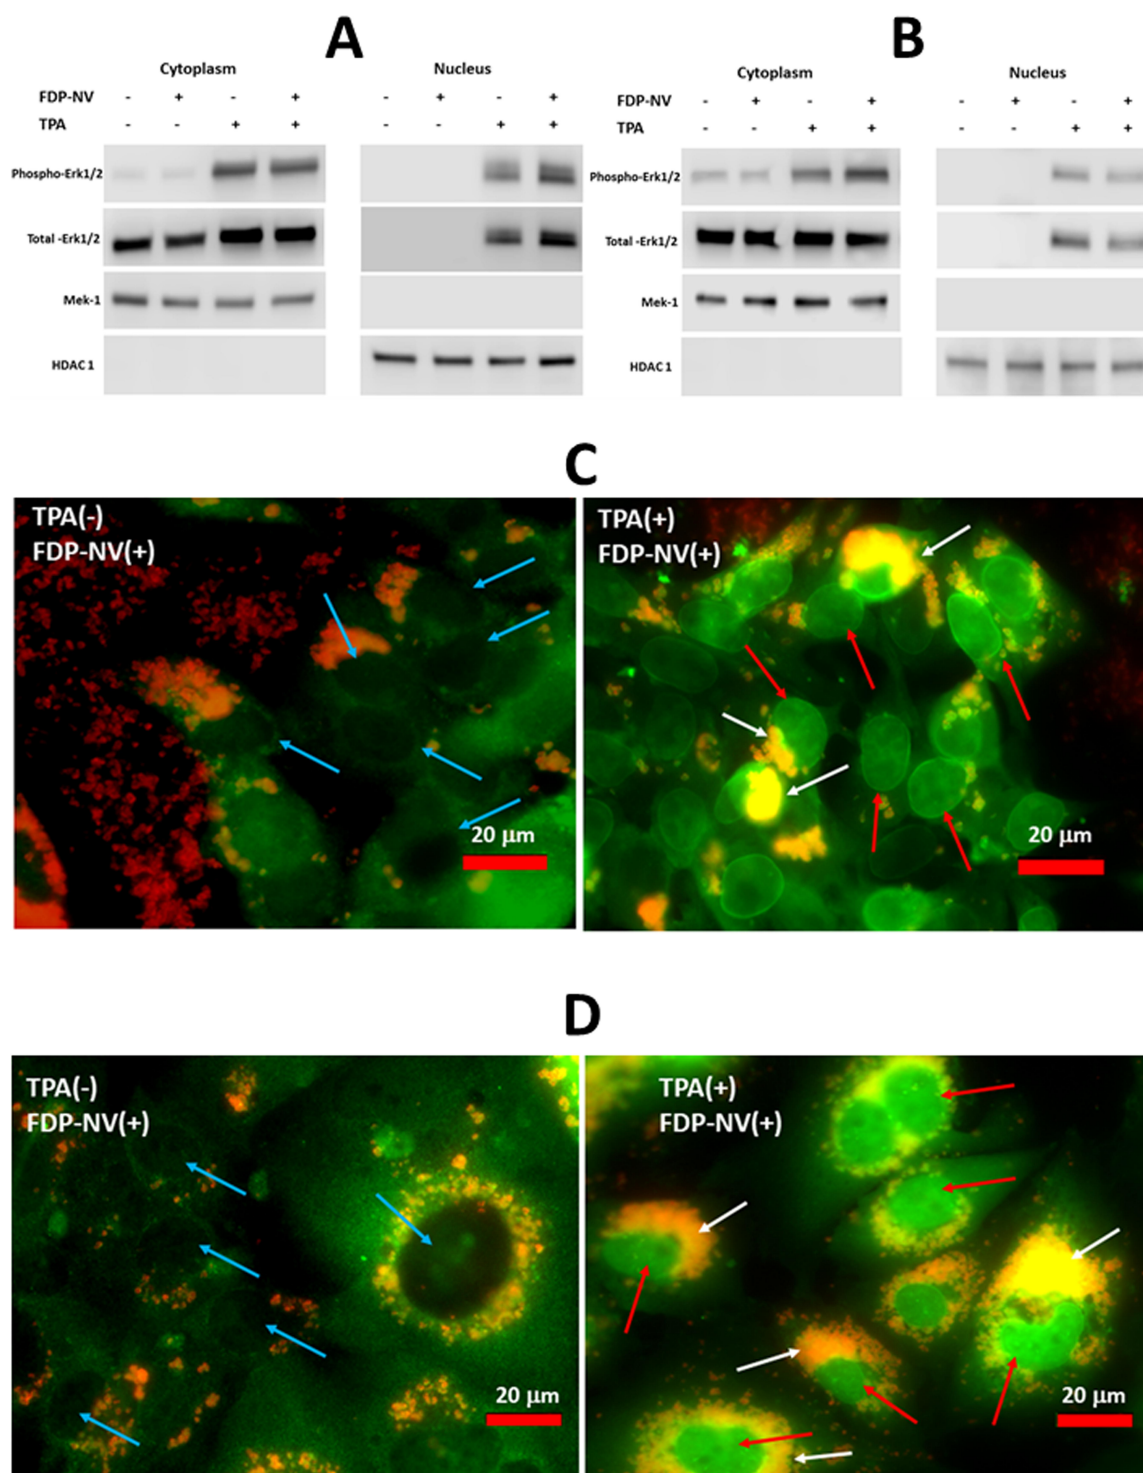 A
Cytoplasm Nucleus
FDP-NV - + - + - + - +
TPA - - + + - - + +
Phospho-Erk1/2
Total -Erk1/2
Mek-1
HDAC 1
B
Cytoplasm Nucleus
FDP-NV - + - + - + - +
TPA - - + + - - + +
Phospho-Erk1/2
Total -Erk1/2
Mek-1
HDAC 1
C
TPA(-)
FDP-NV(+)
20 μm
TPA(+)
FDP-NV(+)
20 μm
D
TPA(-)
FDP-NV(+)
20 μm
TPA(+)
FDP-NV(+)
20 μm